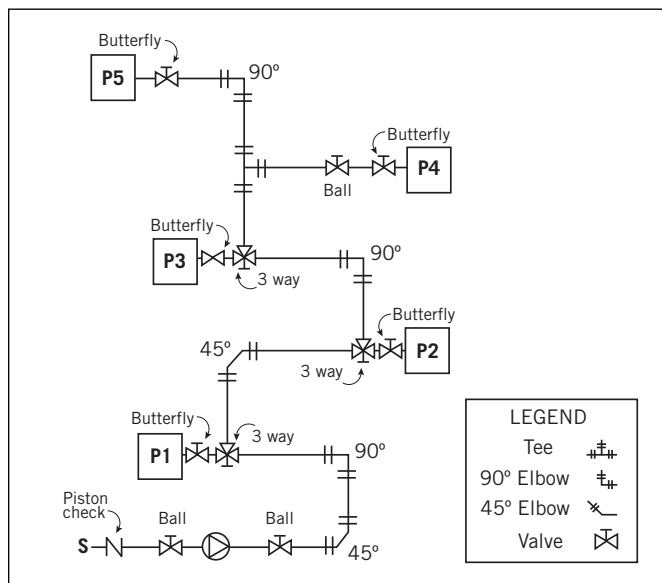 Butterfly
P5
90º
Butterfly
P4
Ball
Butterfly
P3
3 way
90º
Butterfly
45º
P2
3 way
Butterfly
3 way
P1
90º
Piston
check
Ball
Ball
S
45º
LEGEND
Tee
90º Elbow
45º Elbow
Valve